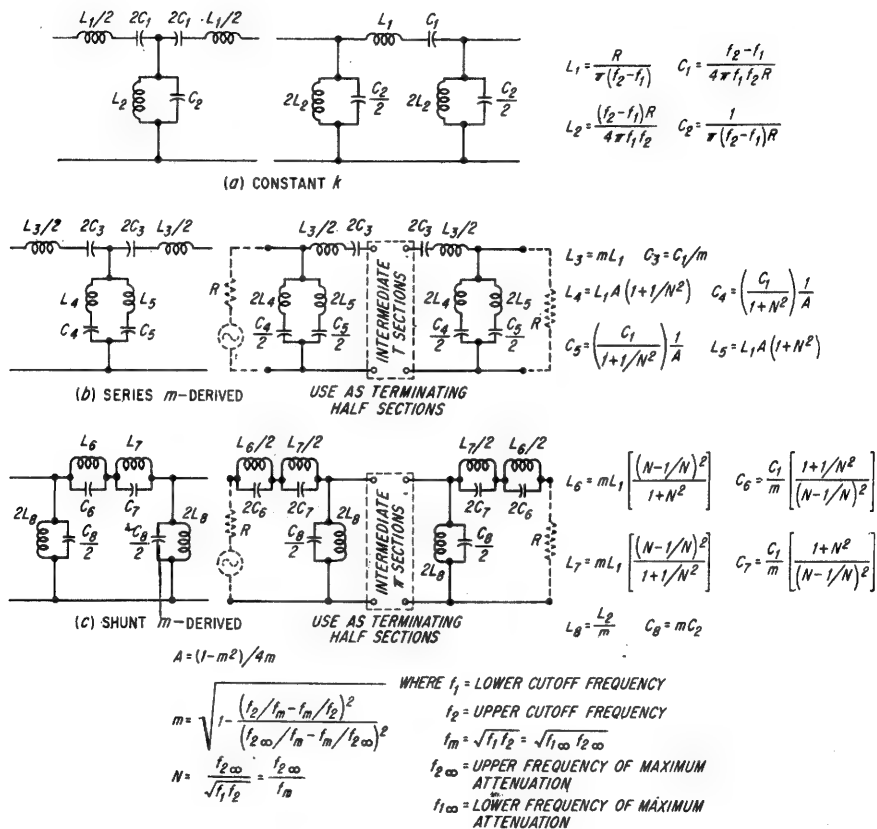 L₁/2 2C₁ 2C₁ L₁/2
L₂ C₂
L₁ C₁
2L₂ C₂/2 2L₂ C₂/2
L₁ = R/π(f₂-f₁) C₁ = f₂-f₁/4πf₁f₂R
L₂ = (f₂-f₁)R/4πf₁f₂ C₂ = 1/π(f₂-f₁)R
(a) CONSTANT k
L₃/2 2C₃ 2C₃ L₃/2
L₄ L₅
C₄ C₅
L₃/2 2C₃
R 2L₄ 2L₅
C₄/2 C₅/2
INTERMEDIATE
T SECTIONS
2C₃ L₃/2
2L₄ 2L₅
C₄/2 C₅/2 R
L₃ = mL₁ C₃ = C₁/m
L₄ = L₁A(1+1/N²) C₄ = (C₁/1+N²) 1/A
C₅ = (C₁/1+1/N²) 1/A L₅ = L₁A(1+N²)
(b) SERIES m-DERIVED
USE AS TERMINATING
HALF SECTIONS
L₆ L₇
C₆ C₇
2L₈ C₈/2 C₈/2 2L₈
L₆/2 L₇/2
2C₆ 2C₇
R C₈/2 2L₈
INTERMEDIATE
π SECTIONS
L₇/2 L₆/2
2C₇ 2C₆
2L₈ C₈/2 R
L₆ = mL₁[(N-1/N)²/1+N²] C₆ = C₁/m[1+1/N²/(N-1/N)²]
L₇ = mL₁[(N-1/N)²/1+1/N²] C₇ = C₁/m[1+N²/(N-1/N)²]
L₈ = L₂/m C₈ = mC₂
(c) SHUNT m-DERIVED
USE AS TERMINATING
HALF SECTIONS
A = (1-m²)/4m
m = √1-(f₂/fₘ-fₘ/f₂)²/(f₂∞/fₘ-fₘ/f₂∞)²
N = f₂∞/√f₁f₂ = f₂∞/fₘ
WHERE f₁ = LOWER CUTOFF FREQUENCY
f₂ = UPPER CUTOFF FREQUENCY
fₘ = √f₁f₂ = √f₁∞ f₂∞
f₂∞ = UPPER FREQUENCY OF MAXIMUM
ATTENUATION
f₁∞ = LOWER FREQUENCY OF MAXIMUM
ATTENUATION